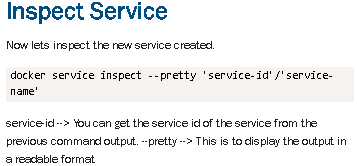 Inspect Service
Now lets inspect the new service created.
docker service inspect --pretty 'service-id'/'service-
name'
service-id --> You can get the service id of the service from the
previous command output. --pretty --> This is to display the output in
a readable format